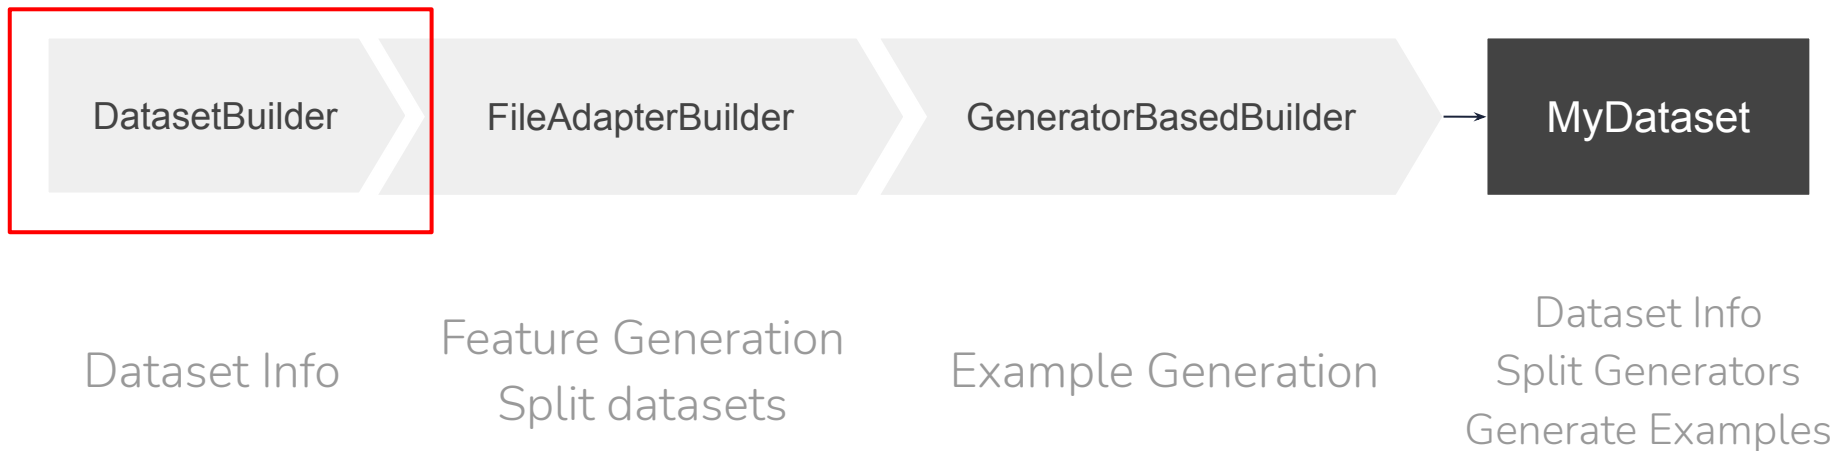 DatasetBuilder
FileAdapterBuilder
GeneratorBasedBuilder
MyDataset
Dataset Info
Feature Generation
Split datasets
Example Generation
Dataset Info
Split Generators
Generate Examples